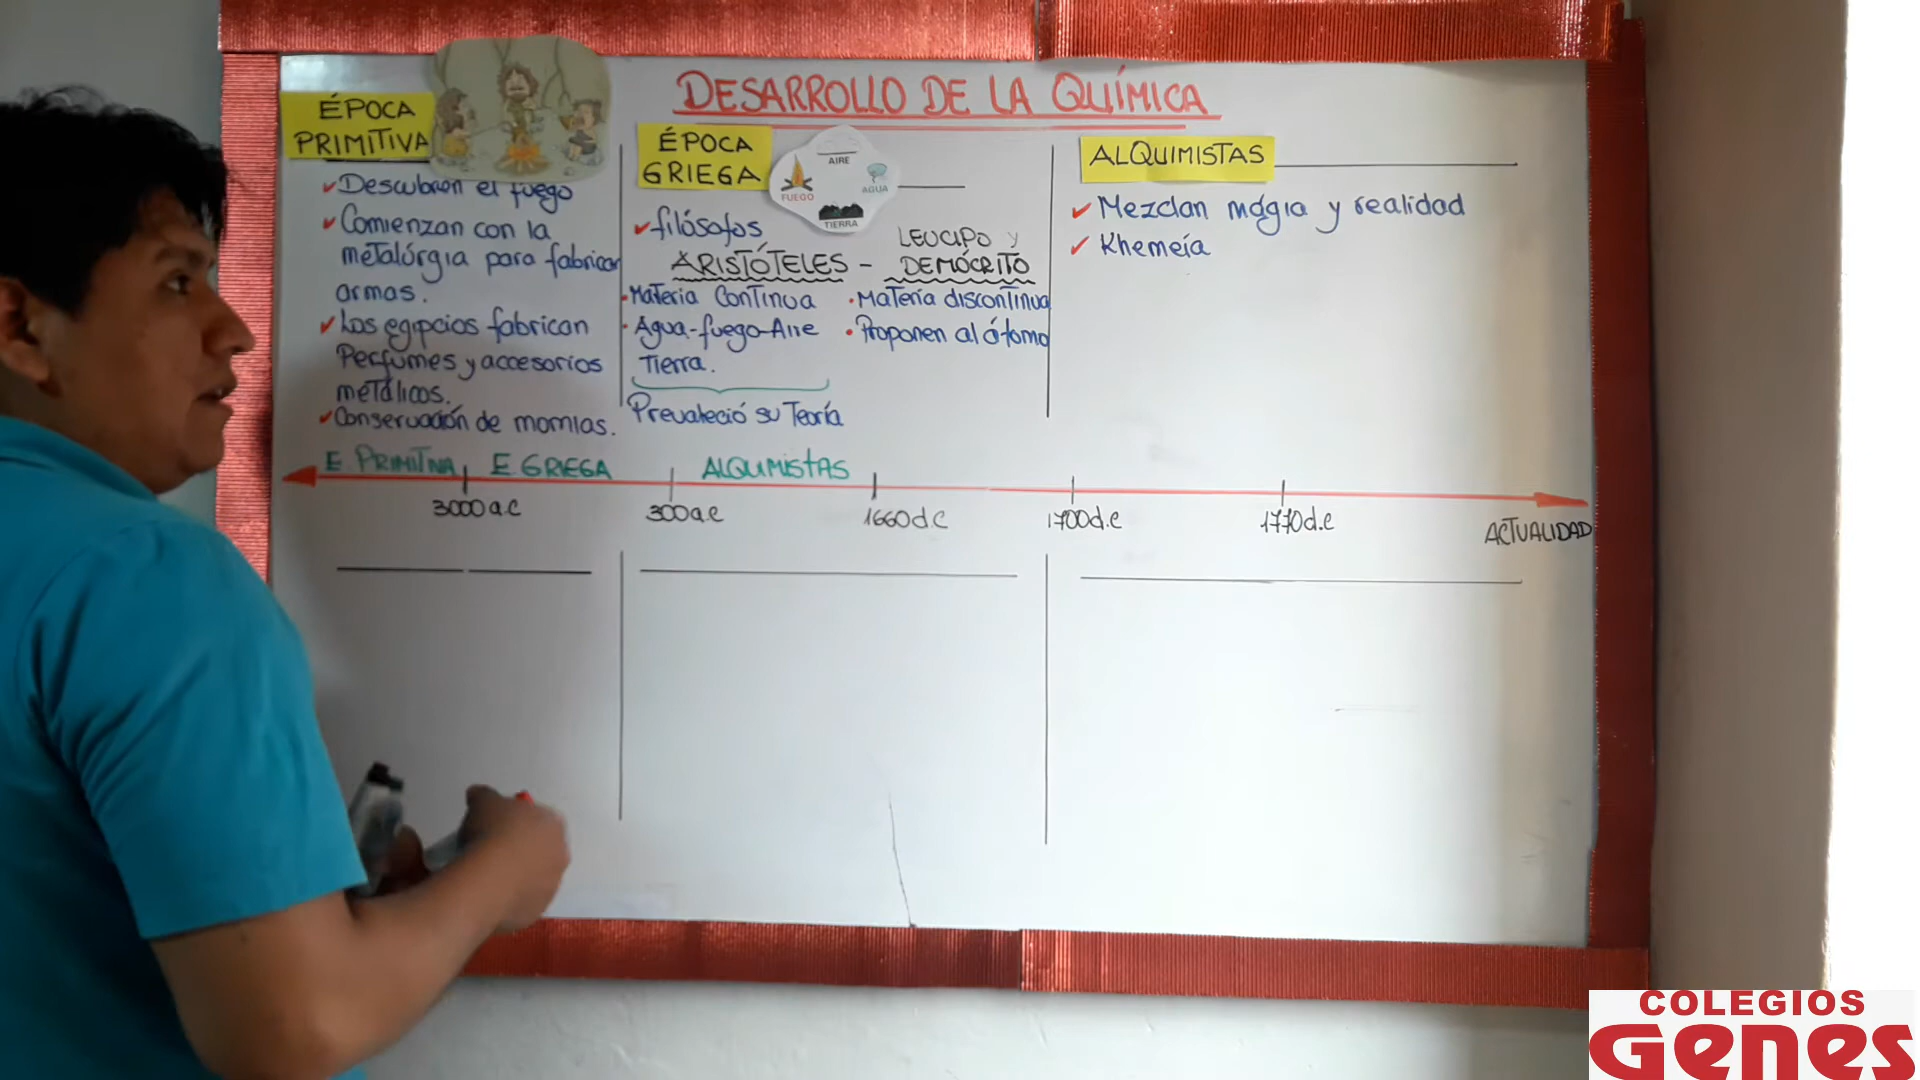 DESARROLLO DE LA QUÍMICA
ÉPOCA
PRIMITIVA
✓Descubren el fuego
✓Comienzan con la
metalúrgia para fabricar
armas.
✓Los egipcios fabrican
Perfumes y accesorios
metálicos.
✓Conservación de momias.
ÉPOCA
GRIEGA
AIRE
FUEGO
AGUA
TIERRA
✓filósofos
LEUCIPO y
ARISTÓTELES - DEMÓCRITO
•Materia Continua
•Agua-fuego-Aire
Tierra.
Prevaleció su Teoría
•Materia discontinua
•Proponen al átomo
ALQUIMISTAS
✓Mezclan mágia y realidad
✓Khemeía
E. PRIMITIVA
E. GRIEGA
ALQUIMISTAS
3000 a.c
300 a.c
1660 d.c
1700 d.c
1770 d.c
ACTUALIDAD
COLEGIOS
Genes